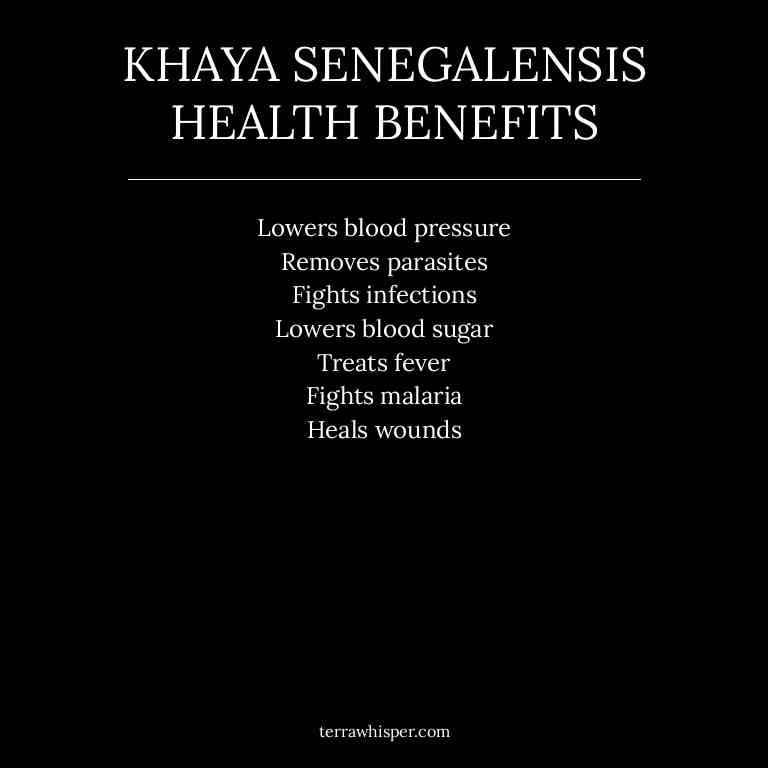 KHAYA SENEGALENSIS
HEALTH BENEFITS
Lowers blood pressure
Removes parasites
Fights infections
Lowers blood sugar
Treats fever
Fights malaria
Heals wounds
terrawhisper.com